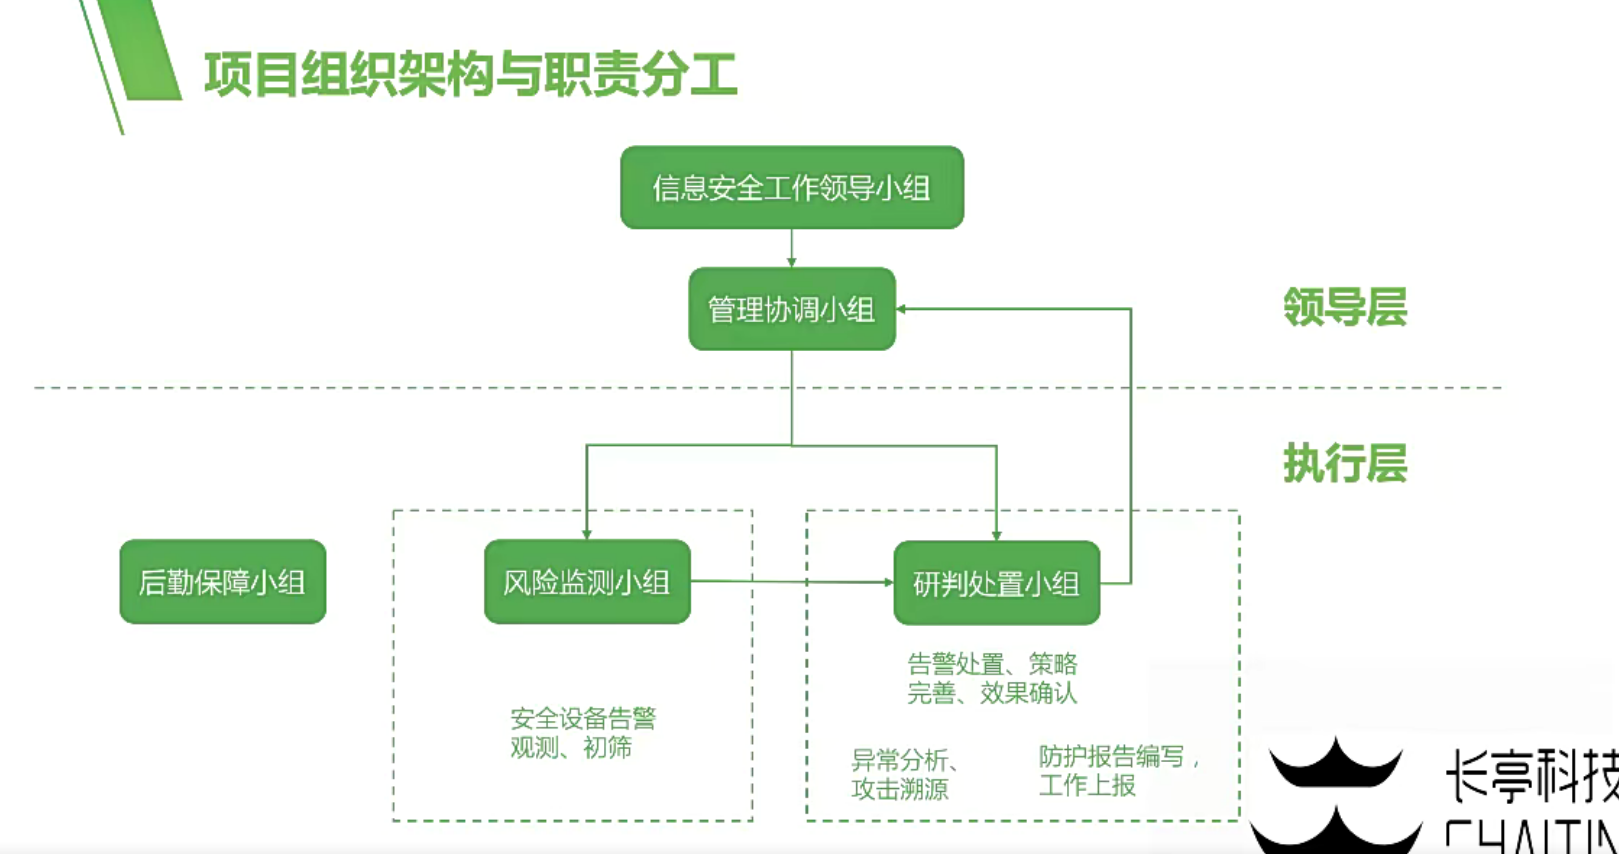 项目组织架构与职责分工
信息安全工作领导小组
管理协调小组
领导层
执行层
后勤保障小组
风险监测小组
研判处置小组
告警处置、策略
完善、效果确认
安全设备告警
观测、初筛
异常分析、
攻击溯源
防护报告编写，
工作上报
长亭科技
CHAITIN